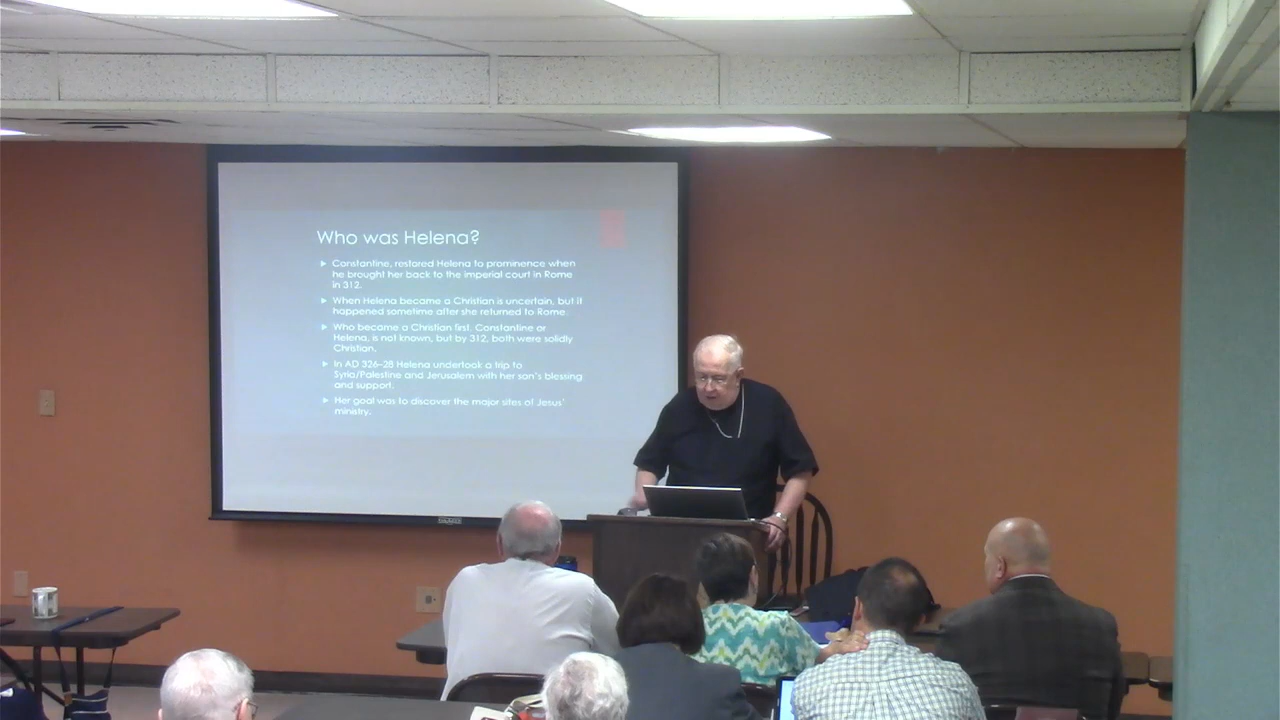 Who was Helena?
Constantine, restored Helena to prominence when
he brought her back to the imperial court in Rome
in 312.
When Helena became a Christian is uncertain, but it
happened sometime after she returned to Rome.
Who became a Christian first, Constantine or
Helena, is not known, but by 312, both were solidly
Christian.
In AD 326-28 Helena undertook a trip to
Syria/Palestine and Jerusalem with her son's blessing
and support.
Her goal was to discover the major sites of Jesus'
ministry.